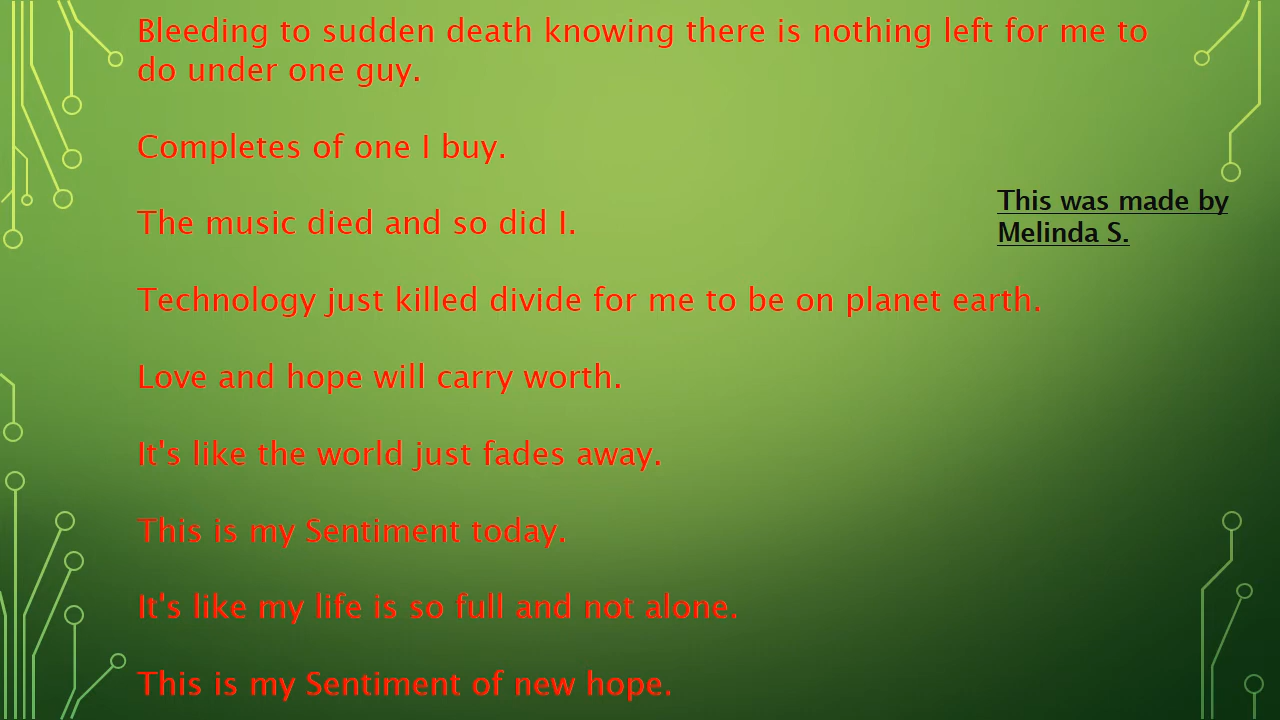 Bleeding to sudden death knowing there is nothing left for me to
do under one guy.
Completes of one I buy.
The music died and so did I.
Technology just killed divide for me to be on planet earth.
Love and hope will carry worth.
It's like the world just fades away.
This is my Sentiment today.
It's like my life is so full and not alone.
This is my Sentiment of new hope.
This was made by
Melinda S.